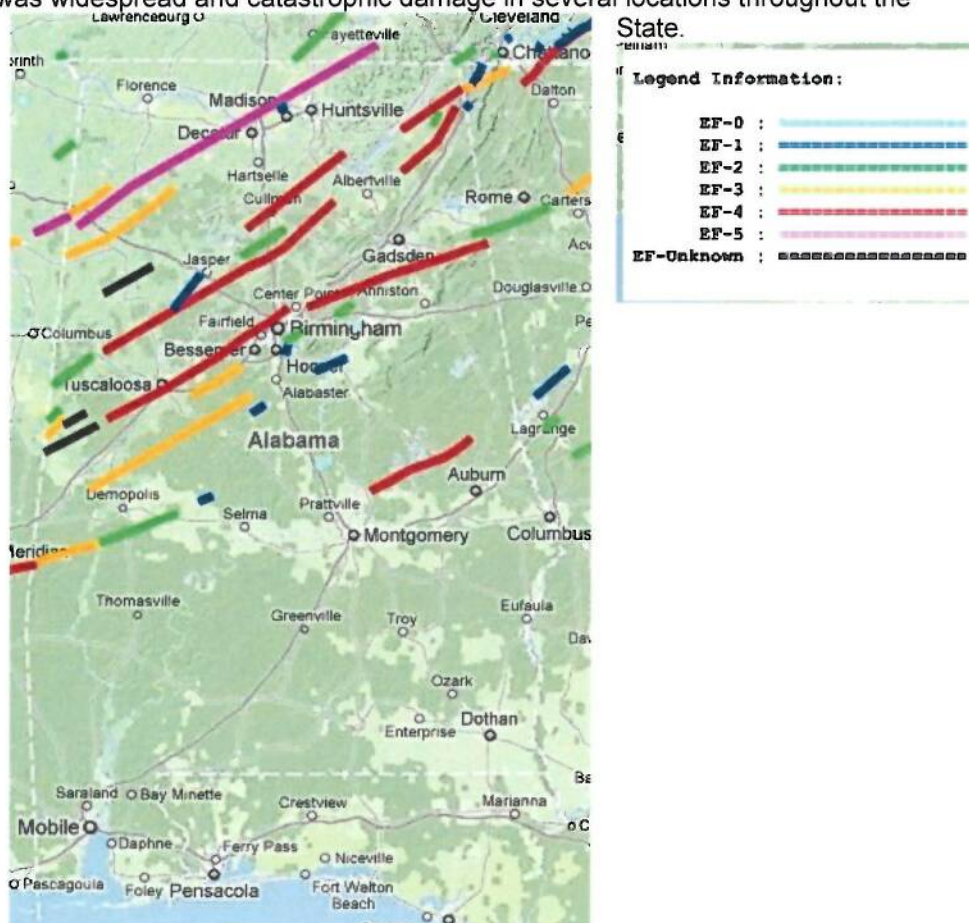 was widespread and catastrophic damage in several locations throughout the
State.
Lawrenceburg
Cleveland
Fayetteville
Chattano
Florence
Dalton
Madison
Huntsville
Decatur
Hartselle
Albertville
Cullman
Rome
Carters
Gadsden
Jasper
Center Point
Anniston
Douglasville
Columbus
Fairfield
Birmingham
Bessemer
Hoover
Tuscaloosa
Alabaster
Lagrange
Alabama
Auburn
Demopolis
Prattville
Selma
Montgomery
Columbus
Meridian
Thomasville
Eufaula
Greenville
Troy
Ozark
Dothan
Enterprise
Saraland
Bay Minette
Crestview
Marianna
Mobile
Daphne
Ferry Pass
Niceville
Pascagoula
Foley
Pensacola
Fort Walton
Beach
Legend Information:
EF-0 :
EF-1 :
EF-2 :
EF-3 :
EF-4 :
EF-5 :
EF-Unknown :